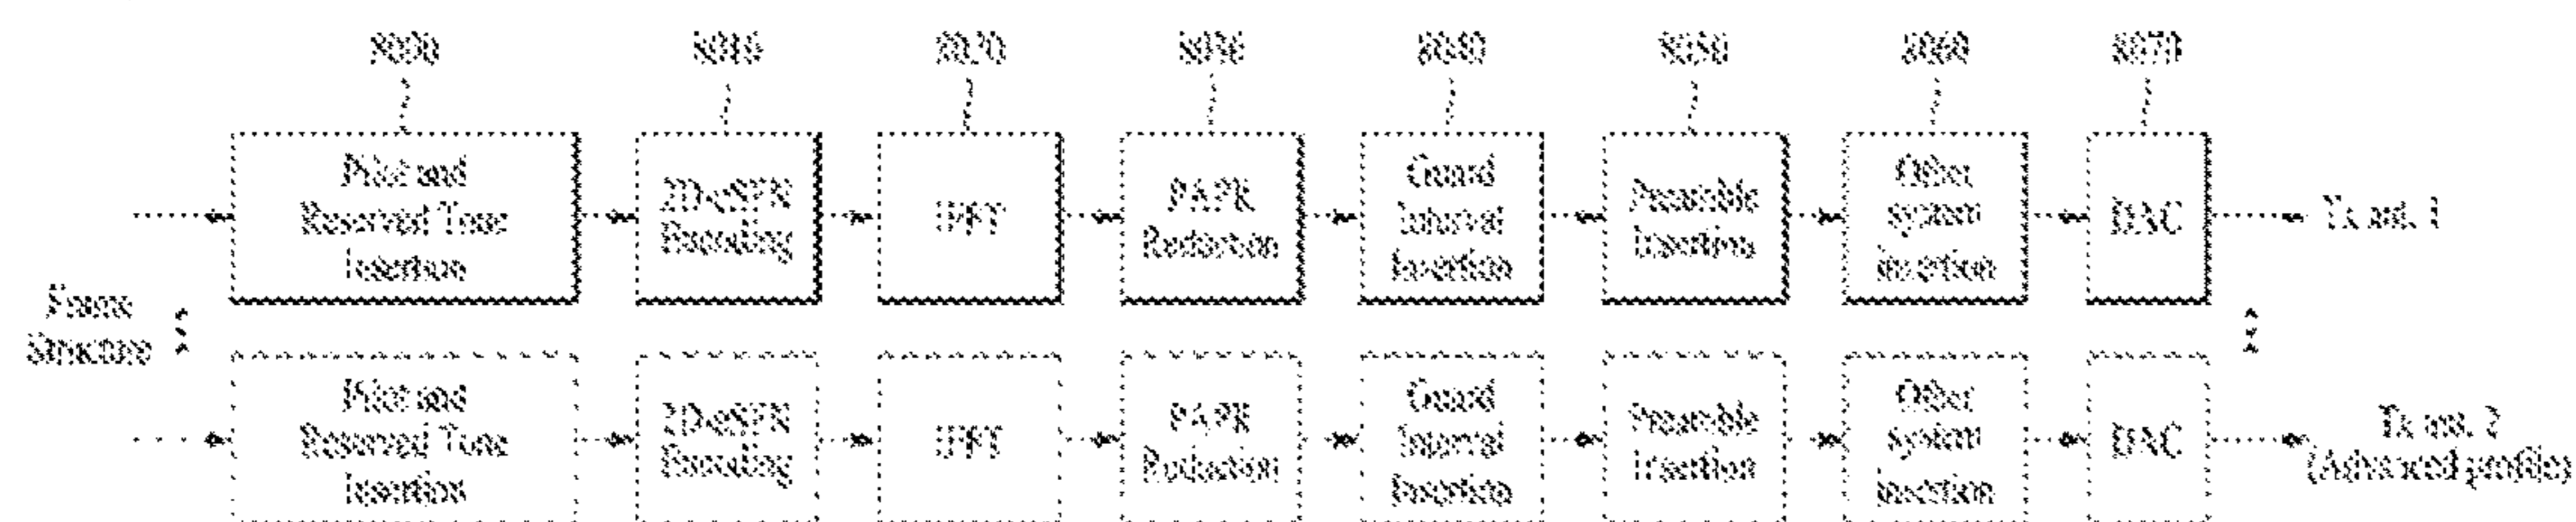 8000 8010 8020 8030 8040 8050 8060 8070
Pilot and
Reserved Tone
Insertion
2D-eSFN
Encoding
IFFT
PAPR
Reduction
Guard
Interval
Insertion
Preamble
Insertion
Other
system
insertion
DAC
Tx ant. 1
Frame
Structure
Pilot and
Reserved Tone
Insertion
2D-eSFN
Encoding
IFFT
PAPR
Reduction
Guard
Interval
Insertion
Preamble
Insertion
Other
system
insertion
DAC
Tx ant. 2
(Advanced profile)